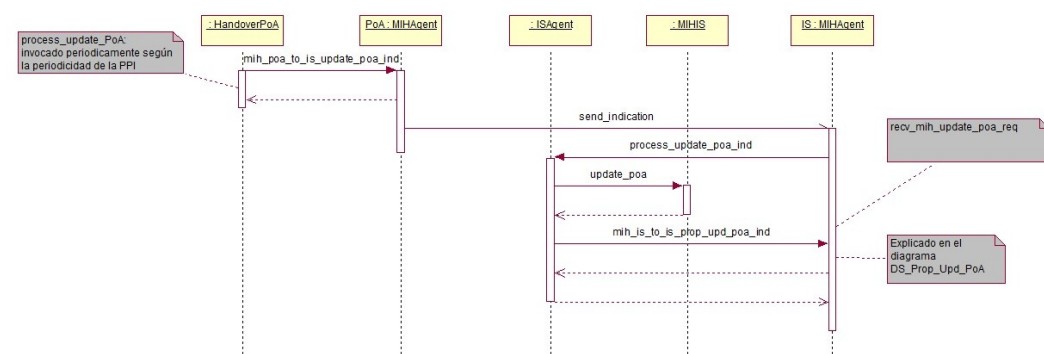 : HandoverPoA
PoA : MIHAgent
: ISAgent
: MIHIS
IS : MIHAgent
process_update_PoA:
invocado periodicamente según
la periodicidad de la PPI
mih_poa_to_is_update_poa_ind
send_indication
recv_mih_update_poa_req
process_update_poa_ind
update_poa
mih_is_to_is_prop_upd_poa_ind
Explicado en el
diagrama
DS_Prop_Upd_PoA